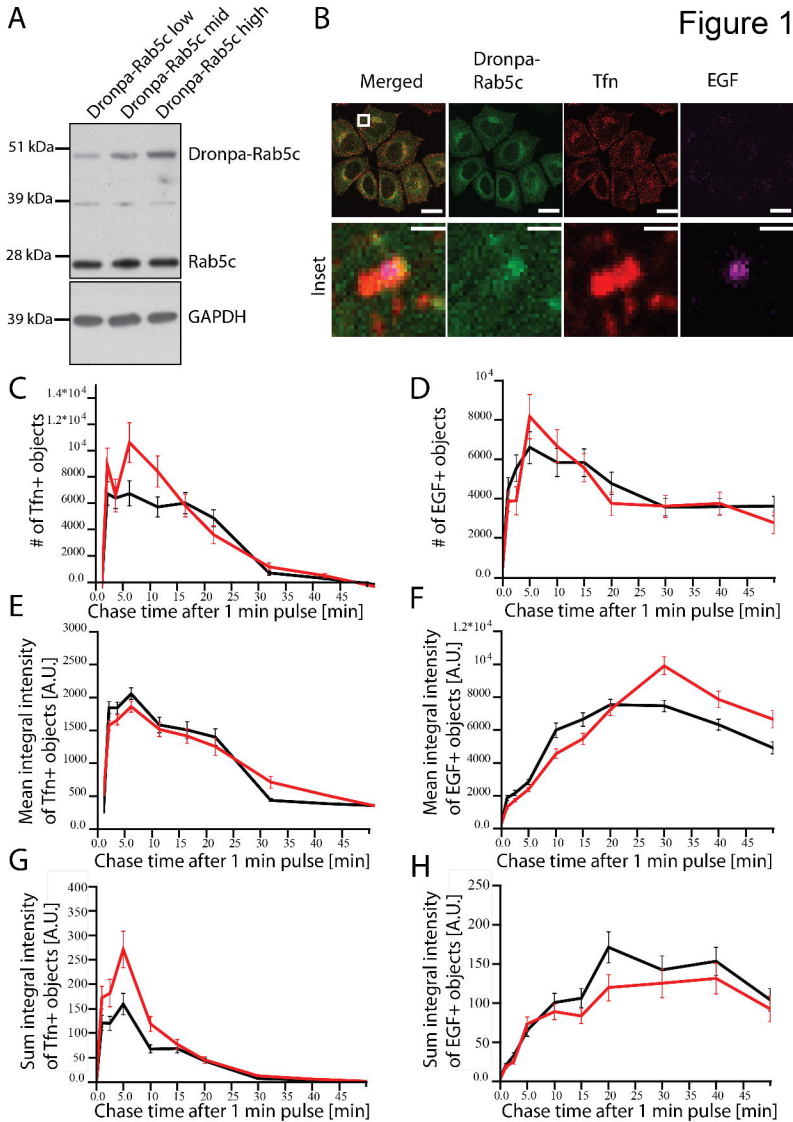 Figure 1
A
Dronpa-Rab5c low
Dronpa-Rab5c mid
Dronpa-Rab5c high
51 kDa
Dronpa-Rab5c
39 kDa
28 kDa
Rab5c
39 kDa
GAPDH
B
Merged
Dronpa-
Rab5c
Tfn
EGF
Inset
C
# of Tfn+ objects
1.4*10⁴
1.2*10⁴
10⁴
8000
6000
4000
2000
0.0
0.0 5.0 10 15 20 25 30 35 40 45
Chase time after 1 min pulse [min]
D
# of EGF+ objects
10⁴
8000
6000
4000
2000
0.0
0.0 5.0 10 15 20 25 30 35 40 45
Chase time after 1 min pulse [min]
E
Mean integral intensity
of Tfn+ objects [A.U.]
3000
2500
2000
1500
1000
500
0.0
0.0 5.0 10 15 20 25 30 35 40 45
Chase time after 1 min pulse [min]
F
Mean integral intensity
of EGF+ objects [A.U.]
1.2*10⁴
10⁴
8000
6000
4000
2000
0.0
0.0 5.0 10 15 20 25 30 35 40 45
Chase time after 1 min pulse [min]
G
Sum integral intensity
of Tfn+ objects [A.U.]
400
350
300
250
200
150
100
50
0.0
0.0 5.0 10 15 20 25 30 35 40 45
Chase time after 1 min pulse [min]
H
Sum integral intensity
of EGF+ objects [A.U.]
250
200
150
100
50
0.0
0.0 5.0 10 15 20 25 30 35 40 45
Chase time after 1 min pulse [min]